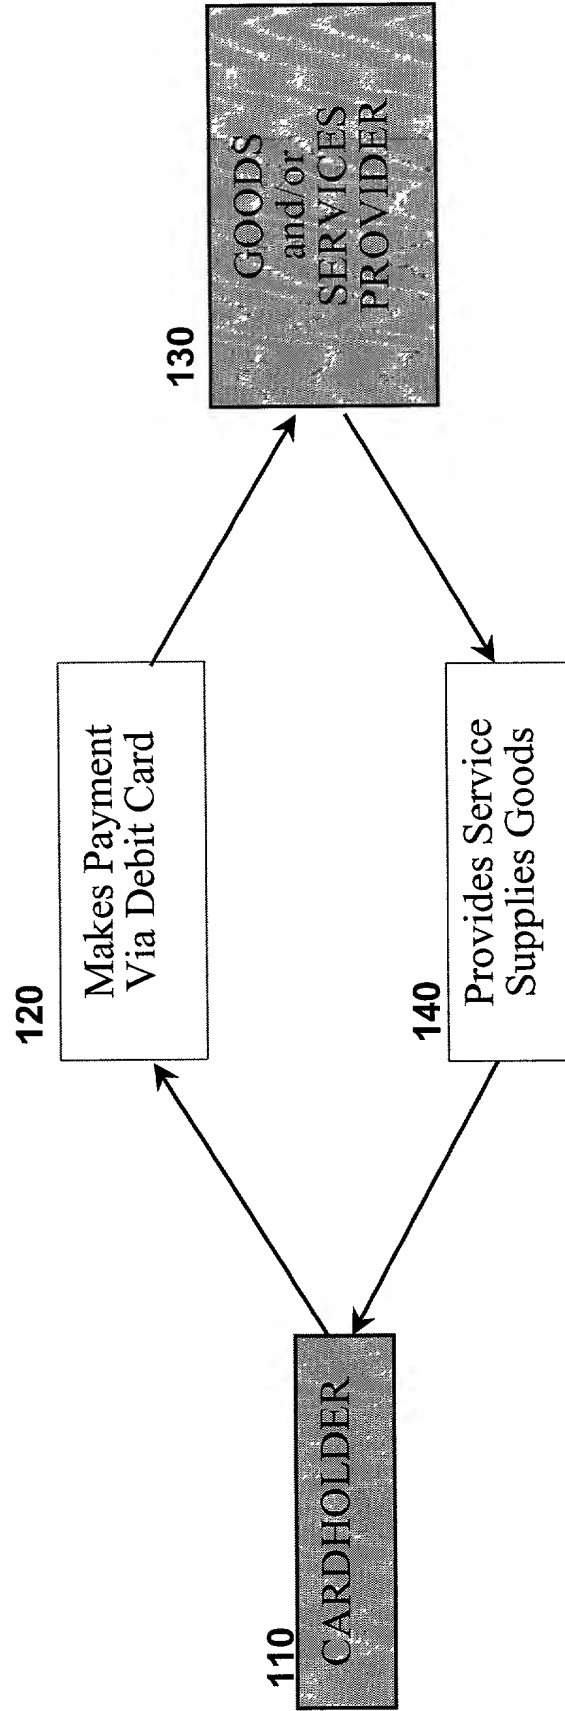 110
CARDHOLDER
120
Makes Payment
Via Debit Card
130
GOODS
and/or
SERVICES
PROVIDER
140
Provides Service
Supplies Goods